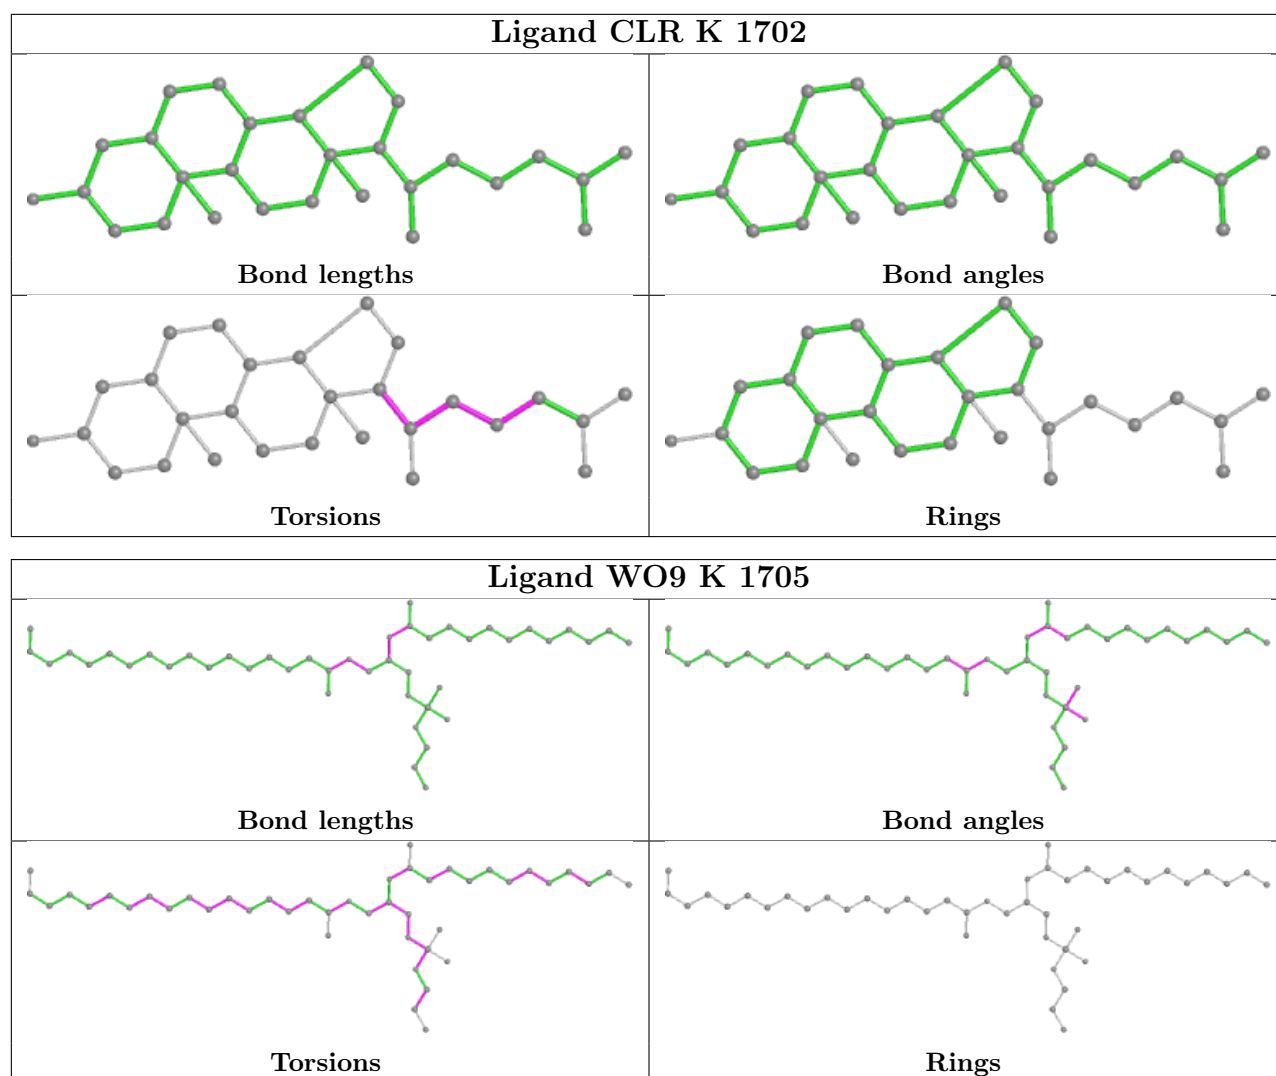 Ligand CLR K 1702
Bond lengths
Bond angles
Torsions
Rings
Ligand WO9 K 1705
Bond lengths
Bond angles
Torsions
Rings